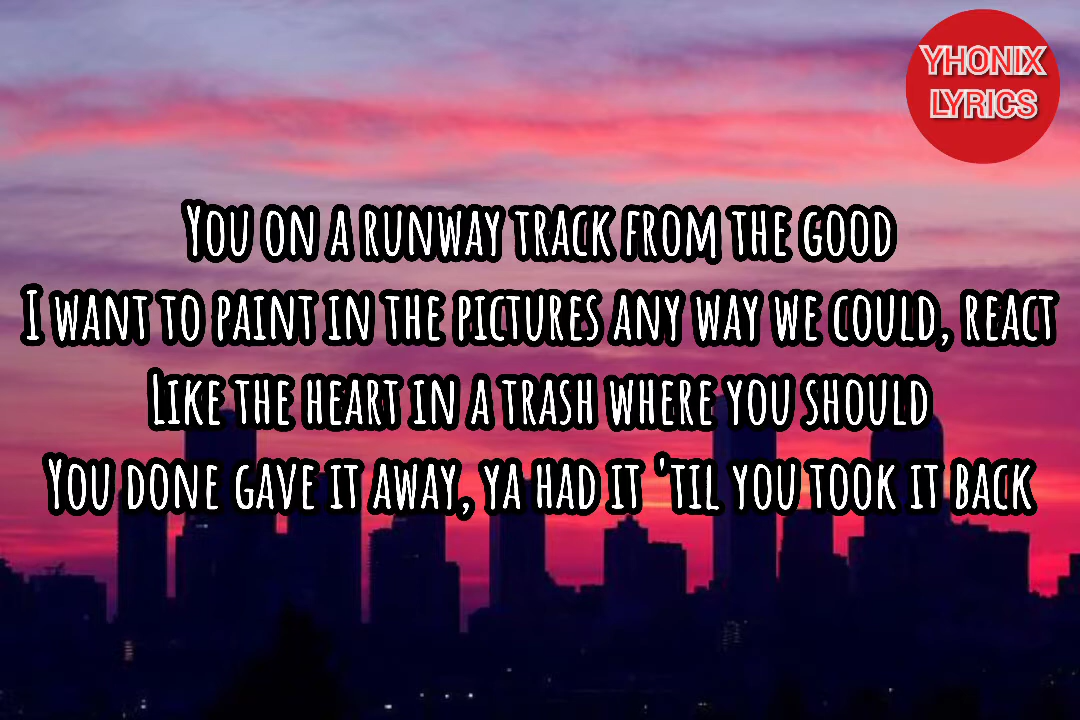 YHONIX
LYRICS
You on a runway track from the good
I want to paint in the pictures any way we could, react
Like the heart in a trash where you should
You done gave it away, ya had it 'til you took it back